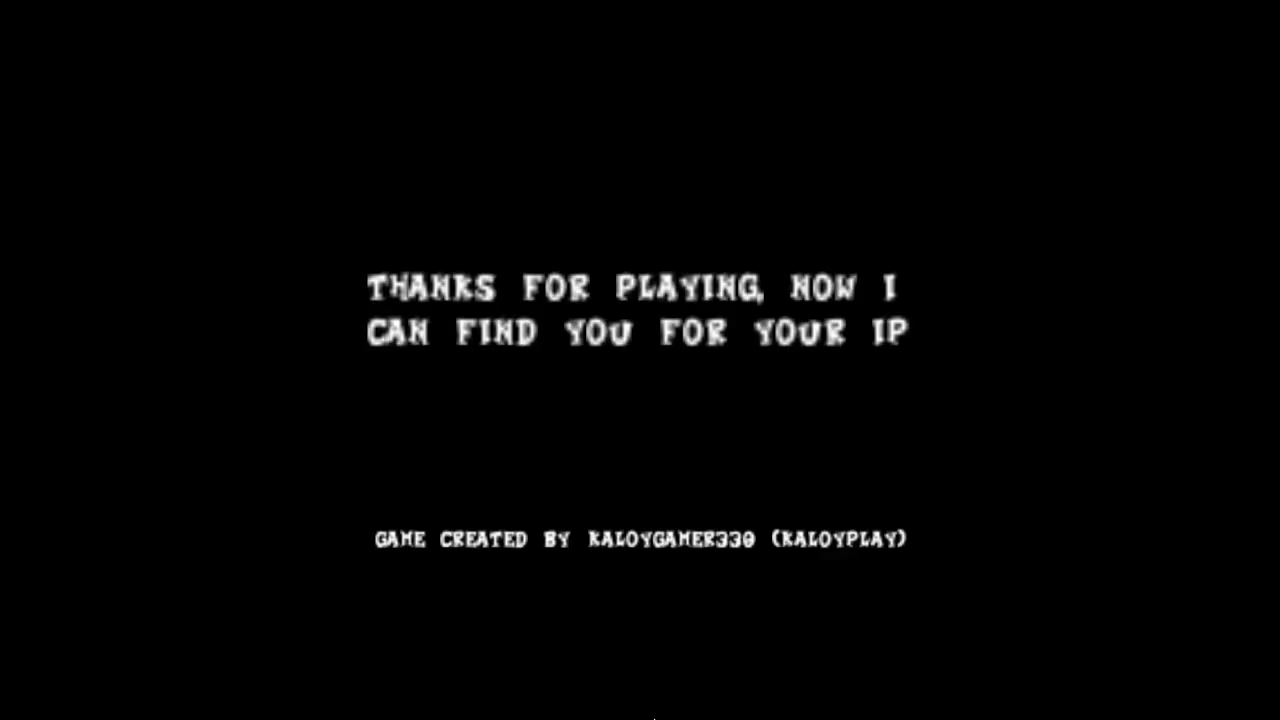 THANKS FOR PLAYING, NOW I
CAN FIND YOU FOR YOUR IP
GAME CREATED BY KALOYGAMER330 (KALOYPLAY)